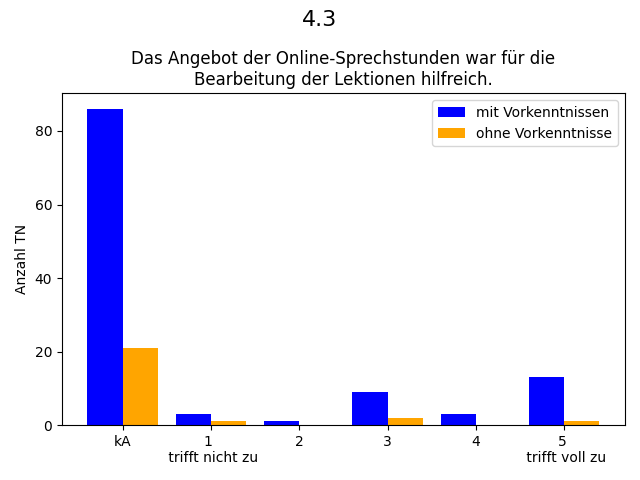 4.3
Das Angebot der Online-Sprechstunden war für die
Bearbeitung der Lektionen hilfreich.
mit Vorkenntnissen
ohne Vorkenntnisse
Anzahl TN
80
60
40
20
0
kA 1 2 3 4 5
trifft nicht zu trifft voll zu